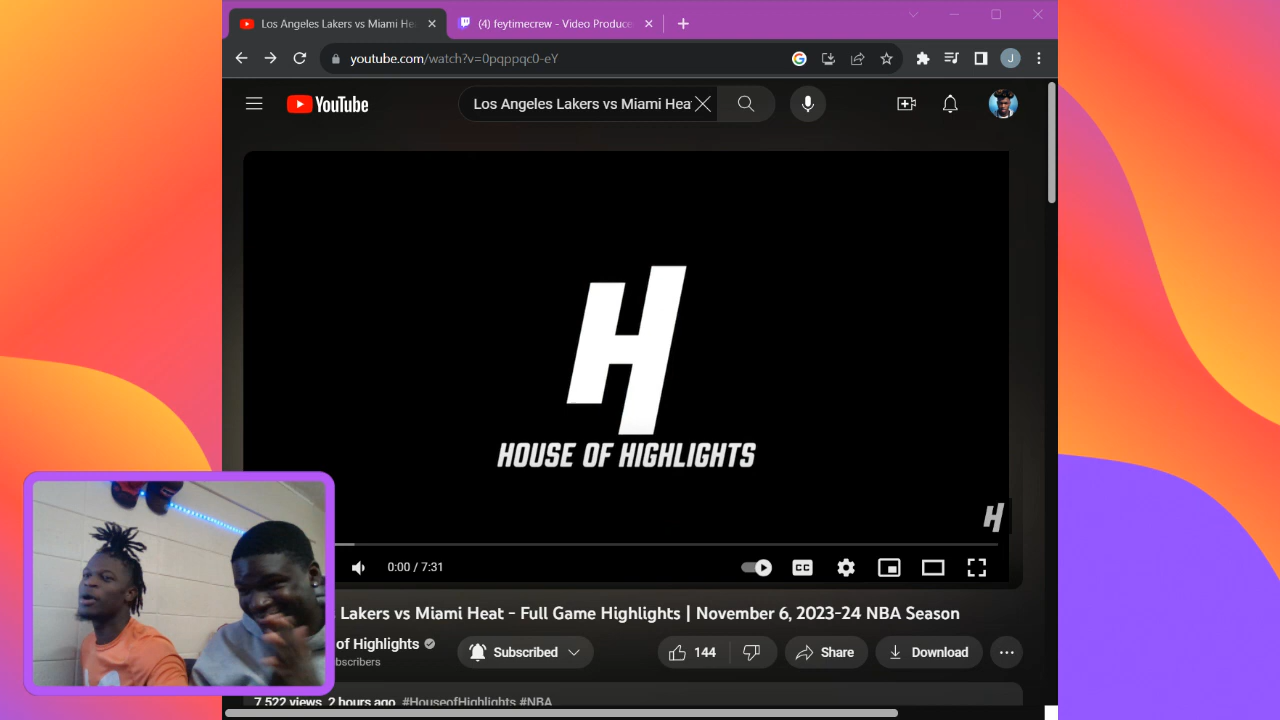 Los Angeles Lakers vs Miami He
(4) feytimecrew - Video Produce
youtube.com/watch?v=0pqppqc0-eY
J
YouTube
Los Angeles Lakers vs Miami Hea
H
HOUSE OF HIGHLIGHTS
H
0:00 / 7:31
CC
Lakers vs Miami Heat - Full Game Highlights | November 6, 2023-24 NBA Season
of Highlights
bscribers
Subscribed
144
Share
Download
7,522 views 2 hours ago #HouseofHighlights #NBA